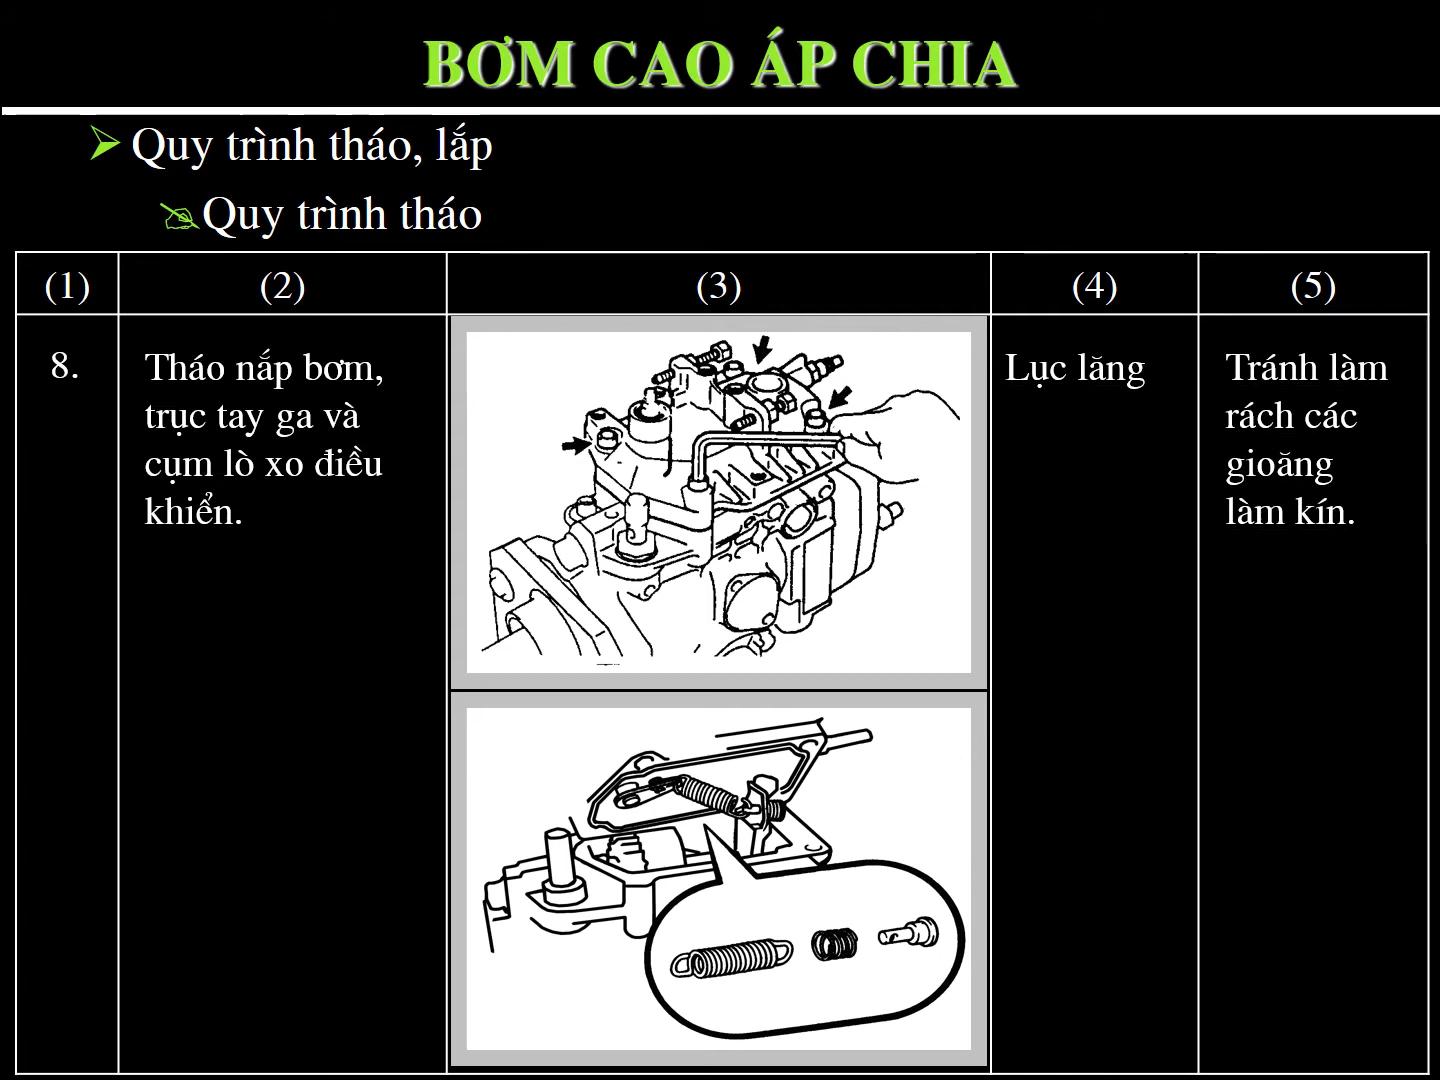 BƠM CAO ÁP CHIA
Quy trình tháo, lắp
Quy trình tháo
(1) (2) (3) (4) (5)
8.
Tháo nắp bơm,
trục tay ga và
cụm lò xo điều
khiển.
Lục lăng
Tránh làm
rách các
gioăng
làm kín.